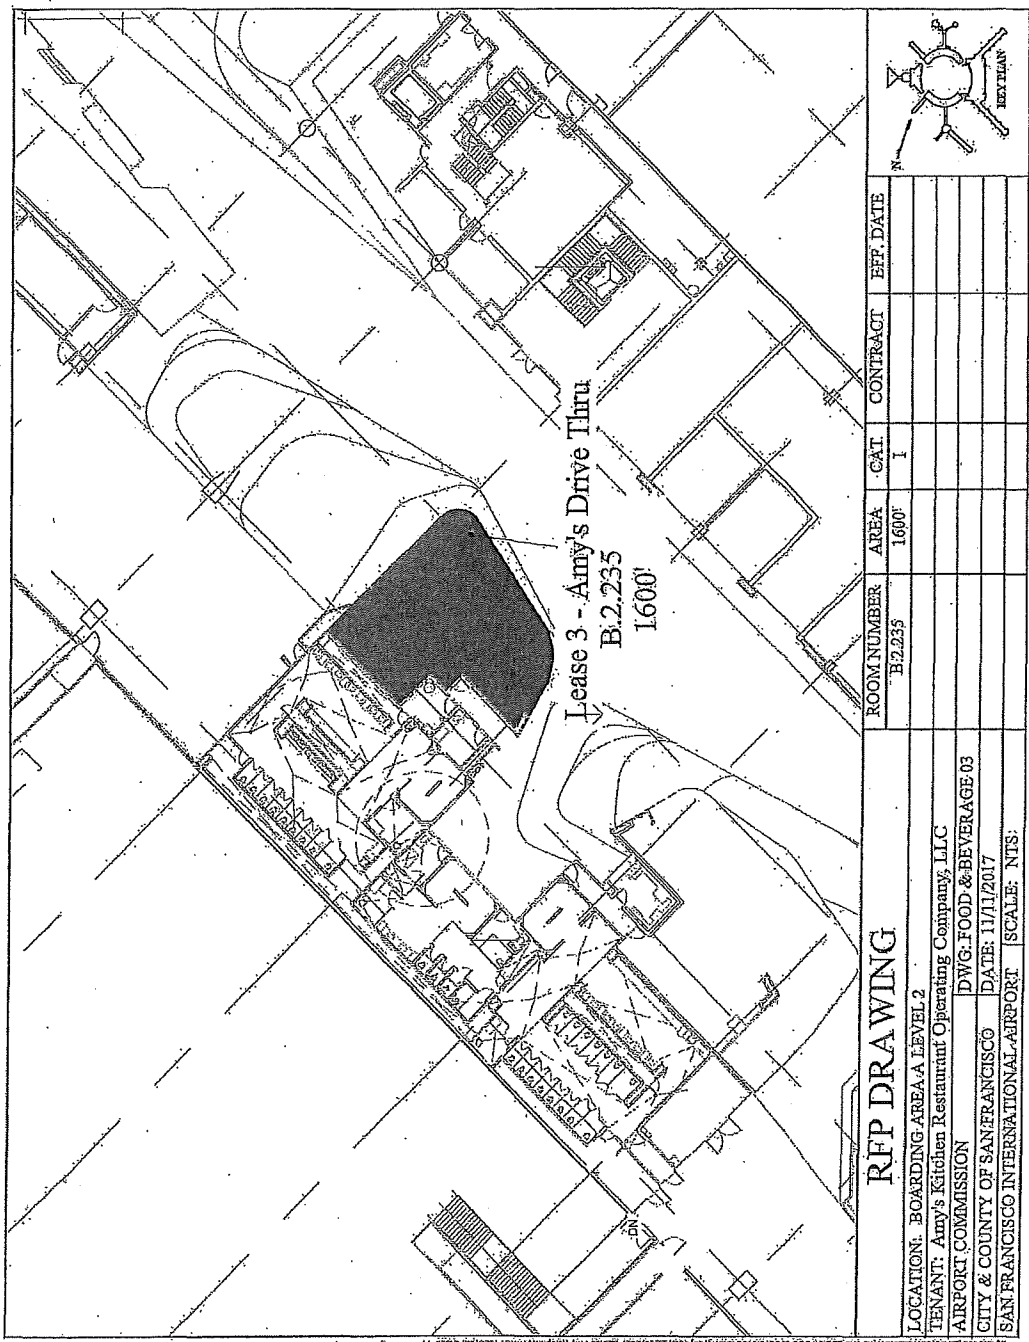 Lease 3 - Amy's Drive Thru
B.2.235
1600'
DN
RFP DRAWING
LOCATION: BOARDING AREA A LEVEL 2
TENANT: Amy's Kitchen Restaurant Operating Company, LLC
AIRPORT COMMISSION DWG: FOOD & BEVERAGE 03
CITY & COUNTY OF SAN FRANCISCO DATE: 11/11/2017
SAN FRANCISCO INTERNATIONAL AIRPORT SCALE: NTS:
ROOM NUMBER AREA CAT. CONTRACT EFF. DATE
B.2.235 1600' I
N
KEY PLAN